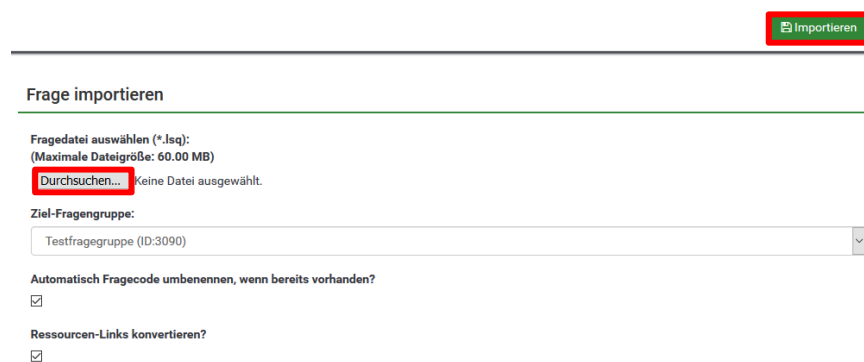 Importieren
Frage importieren
Fragedatei auswählen (*.lsq):
(Maximale Dateigröße: 60.00 MB)
Durchsuchen... Keine Datei ausgewählt.
Ziel-Fragengruppe:
Testfragegruppe (ID:3090)
Automatisch Fragecode umbenennen, wenn bereits vorhanden?
Ressourcen-Links konvertieren?